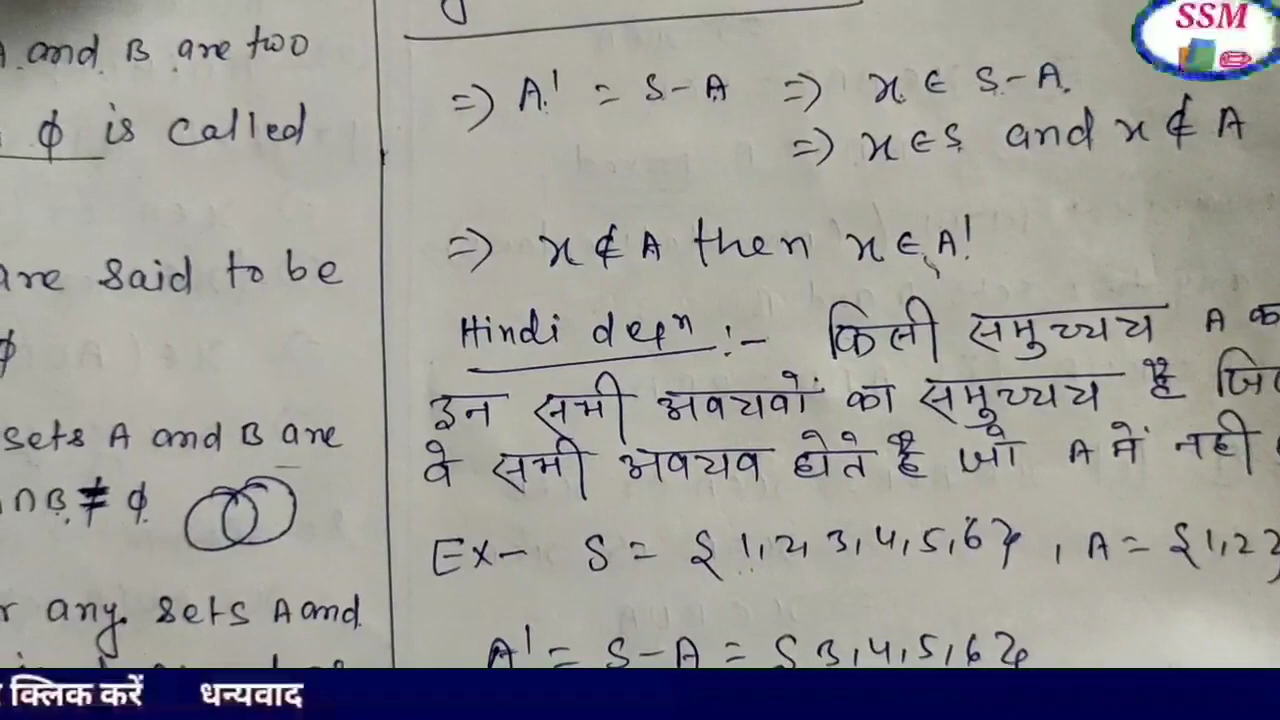 and B are two
ϕ is called
are said to be
ϕ
sets A and B are
∩ B ≠ ϕ
any sets A and
SSM
=> A' = S - A => x ∈ S - A.
=> x ∈ S and x ∉ A
=> x ∉ A then x ∈ A'
Hindi defⁿ :- किसी समुच्चय A
इन सभी अवयवों का समुच्चय है
वे सभी अवयव होते है जो A में नही
Ex- S = {1,2,3,4,5,6}, A = {1,2}
A' = S - A = {3,4,5,6}
क्लिक करें धन्यवाद